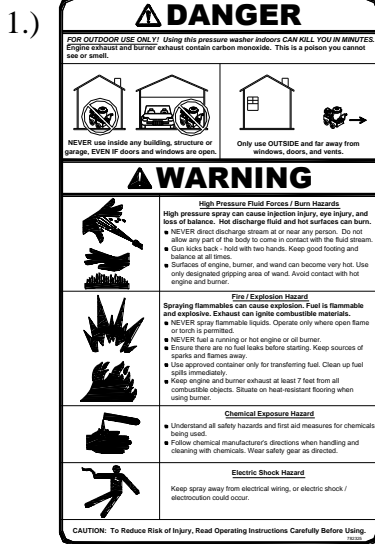 1.)
DANGER
FOR OUTDOOR USE ONLY! Using this pressure washer indoors CAN KILL YOU IN MINUTES.
Engine exhaust and burner exhaust contain carbon monoxide. This is a poison you cannot
see or smell.
NEVER use inside any building, structure or
garage, EVEN IF doors and windows are open.
Only use OUTSIDE and far away from
windows, doors, and vents.
WARNING
High Pressure Fluid Forces / Burn Hazards
High pressure spray can cause injection injury, eye injury, and
loss of balance. Hot discharge fluid and hot surfaces can burn.
NEVER direct discharge stream at or near any person. Do not
allow any part of the body to come in contact with the fluid stream.
Gun kicks back - hold with two hands. Keep good footing and
balance at all times.
Surfaces of engine, burner, and wand can become very hot. Use
only designated gripping area of wand. Avoid contact with hot
engine and burner.
Fire / Explosion Hazard
Spraying flammables can cause explosion. Fuel is flammable
and explosive. Exhaust can ignite combustible materials.
NEVER spray flammable liquids. Operate only where open flame
or torch is permitted.
NEVER fuel a running or hot engine or oil burner.
Ensure there are no fuel leaks before starting. Keep sources of
sparks and flames away.
Use approved container only for transferring fuel. Clean up fuel
spills immediately.
Keep engine and burner exhaust at least 7 feet from all
combustible objects. Situate on heat-resistant flooring when
using burner.
Chemical Exposure Hazard
Understand all safety hazards and first aid measures for chemicals
being used.
Follow chemical manufacturer's directions when handling and
cleaning with chemicals. Wear safety gear as directed.
Electric Shock Hazard
Keep spray away from electrical wiring, or electric shock /
electrocution could occur.
CAUTION: To Reduce Risk of Injury, Read Operating Instructions Carefully Before Using.